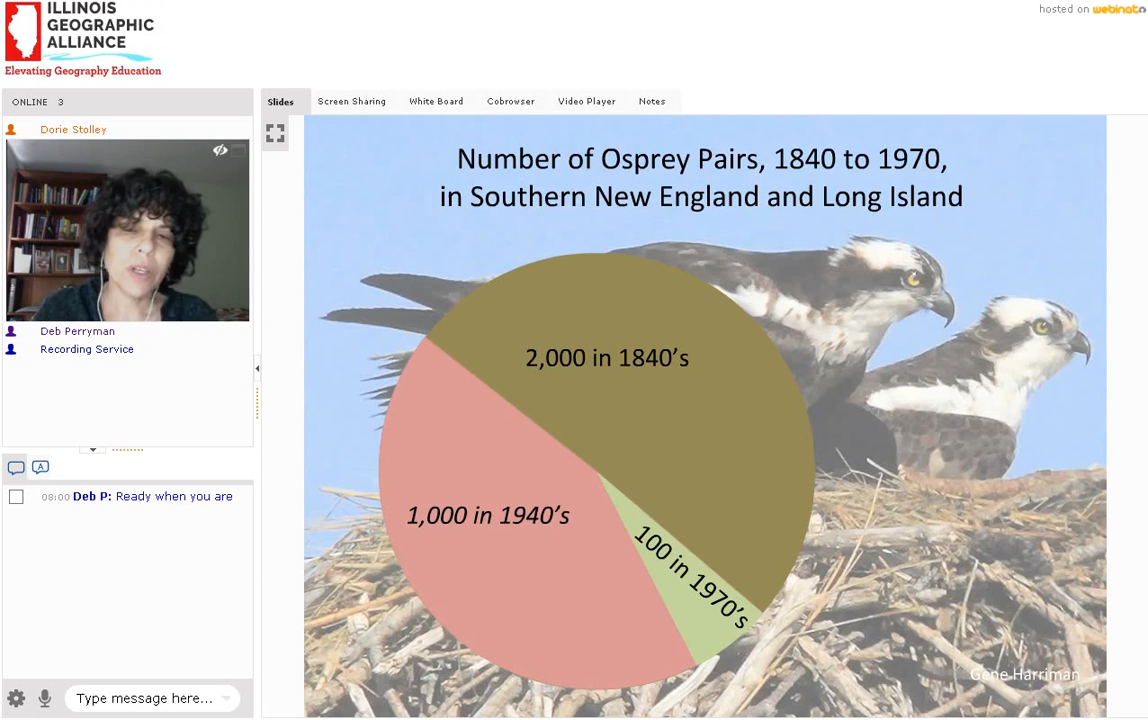 ILLINOIS
GEOGRAPHIC
ALLIANCE
Elevating Geography Education
hosted on webinato
ONLINE 3
Dorie Stolley
Deb Perryman
Recording Service
A
08:00 Deb P: Ready when you are
Type message here...
Slides Screen Sharing White Board Cobrowser Video Player Notes
Number of Osprey Pairs, 1840 to 1970,
in Southern New England and Long Island
2,000 in 1840’s
1,000 in 1940’s
100 in 1970’s
Gene Harriman